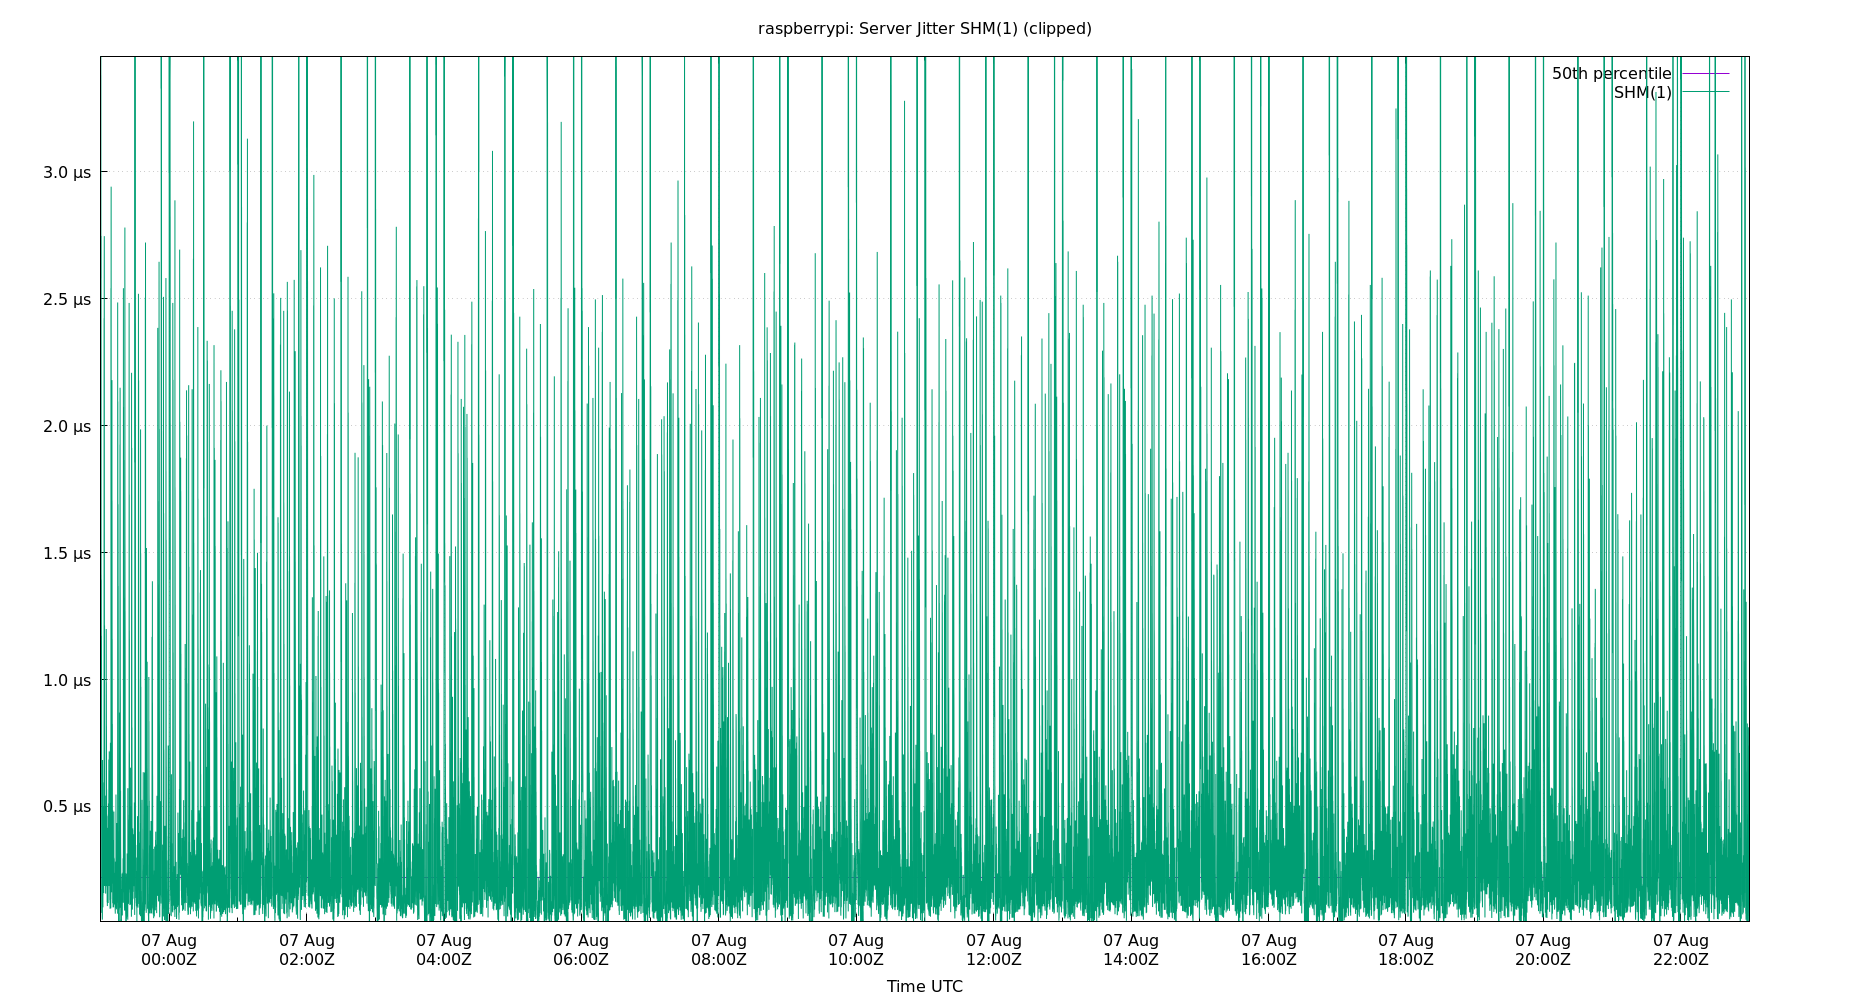 raspberrypi: Server Jitter SHM(1) (clipped)
50th percentile
SHM(1)
3.0 µs
2.5 µs
2.0 µs
1.5 µs
1.0 µs
0.5 µs
07 Aug 07 Aug 07 Aug 07 Aug 07 Aug 07 Aug 07 Aug 07 Aug 07 Aug 07 Aug 07 Aug 07 Aug
00:00Z 02:00Z 04:00Z 06:00Z 08:00Z 10:00Z 12:00Z 14:00Z 16:00Z 18:00Z 20:00Z 22:00Z
Time UTC